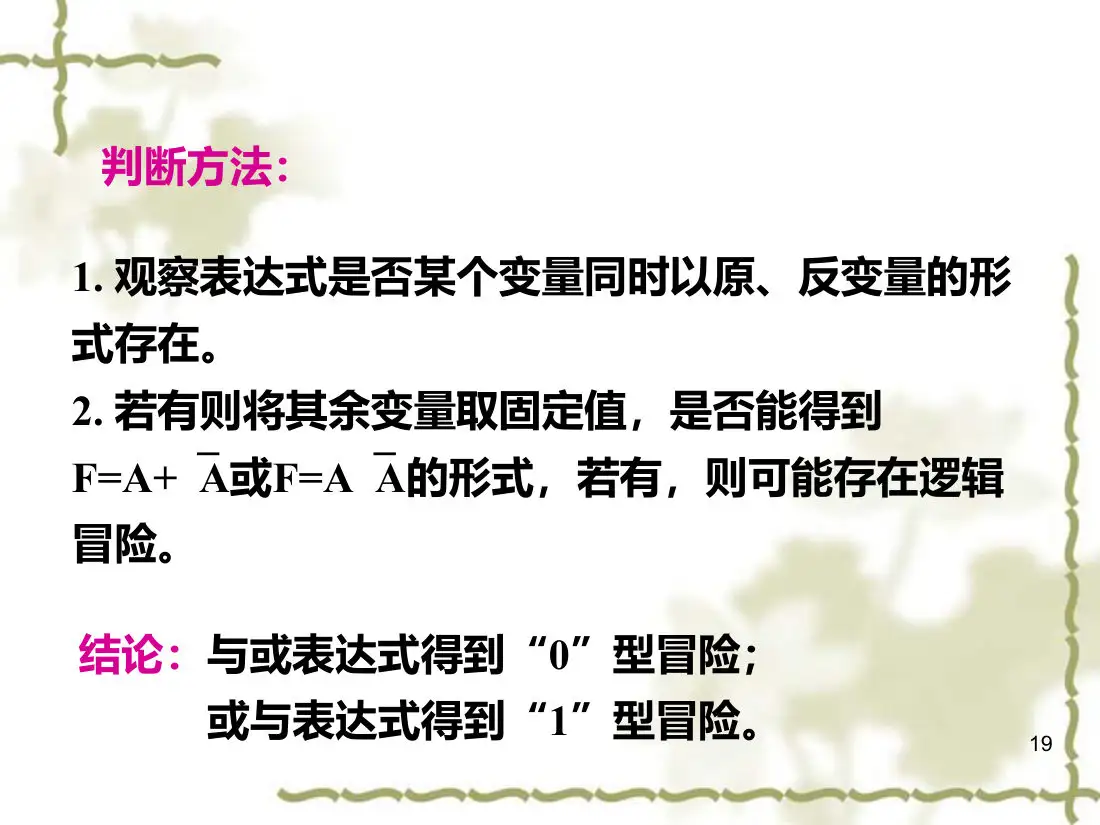 判断方法：
1. 观察表达式是否某个变量同时以原、反变量的形
式存在。
2. 若有则将其余变量取固定值，是否能得到
F=A+ A̅或F=A A̅的形式，若有，则可能存在逻辑
冒险。
结论：与或表达式得到“0”型冒险；
或与表达式得到“1”型冒险。
19